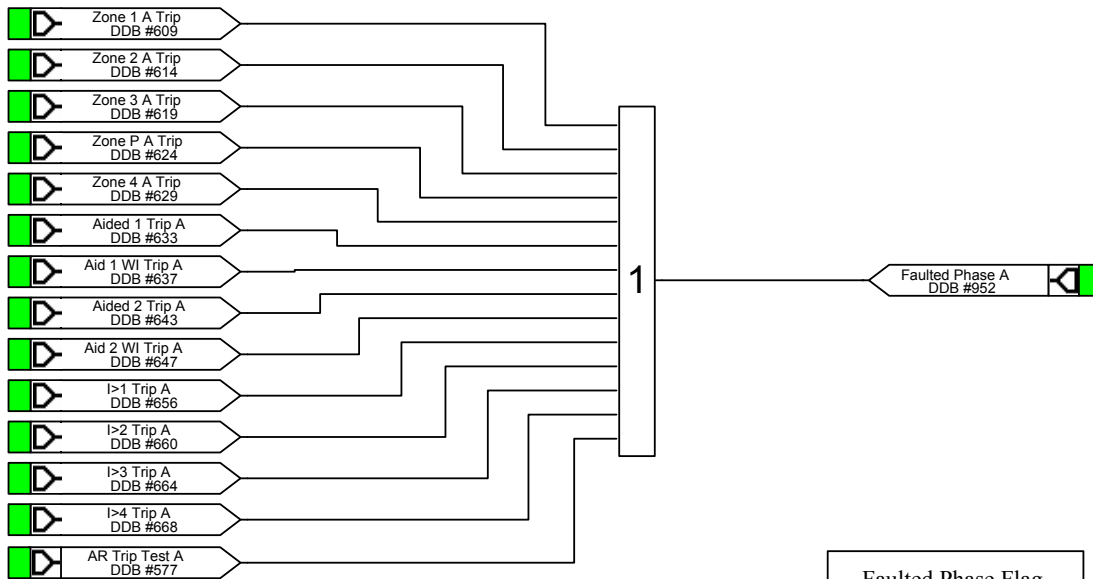 Zone 1 A Trip
DDB #609
Zone 2 A Trip
DDB #614
Zone 3 A Trip
DDB #619
Zone P A Trip
DDB #624
Zone 4 A Trip
DDB #629
Aided 1 Trip A
DDB #633
Aid 1 WI Trip A
DDB #637
Aided 2 Trip A
DDB #643
Aid 2 WI Trip A
DDB #647
I>1 Trip A
DDB #656
I>2 Trip A
DDB #660
I>3 Trip A
DDB #664
I>4 Trip A
DDB #668
AR Trip Test A
DDB #577
1
Faulted Phase A
DDB #952
Faulted Phase Flag